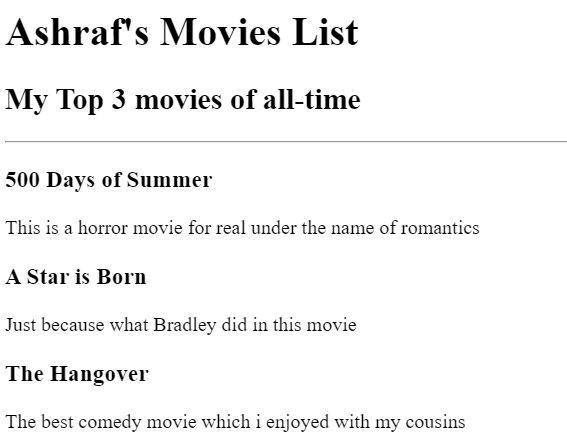 Ashraf's Movies List
My Top 3 movies of all-time
500 Days of Summer
This is a horror movie for real under the name of romantics
A Star is Born
Just because what Bradley did in this movie
The Hangover
The best comedy movie which i enjoyed with my cousins